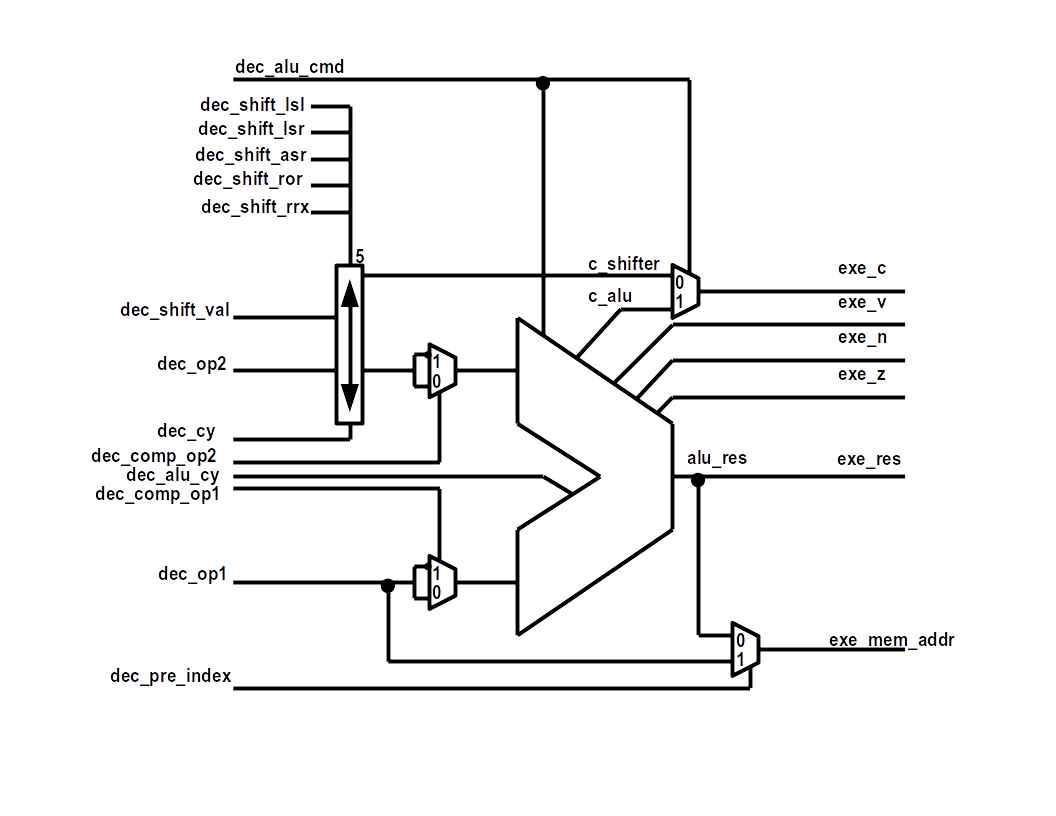 dec_alu_cmd
dec_shift_lsl
dec_shift_lsr
dec_shift_asr
dec_shift_ror
dec_shift_rrx
5
c_shifter
exe_c
0
c_alu
1
exe_v
dec_shift_val
exe_n
dec_op2
1
0
exe_z
dec_cy
dec_comp_op2
alu_res
exe_res
dec_alu_cy
dec_comp_op1
dec_op1
1
0
0
exe_mem_addr
1
dec_pre_index